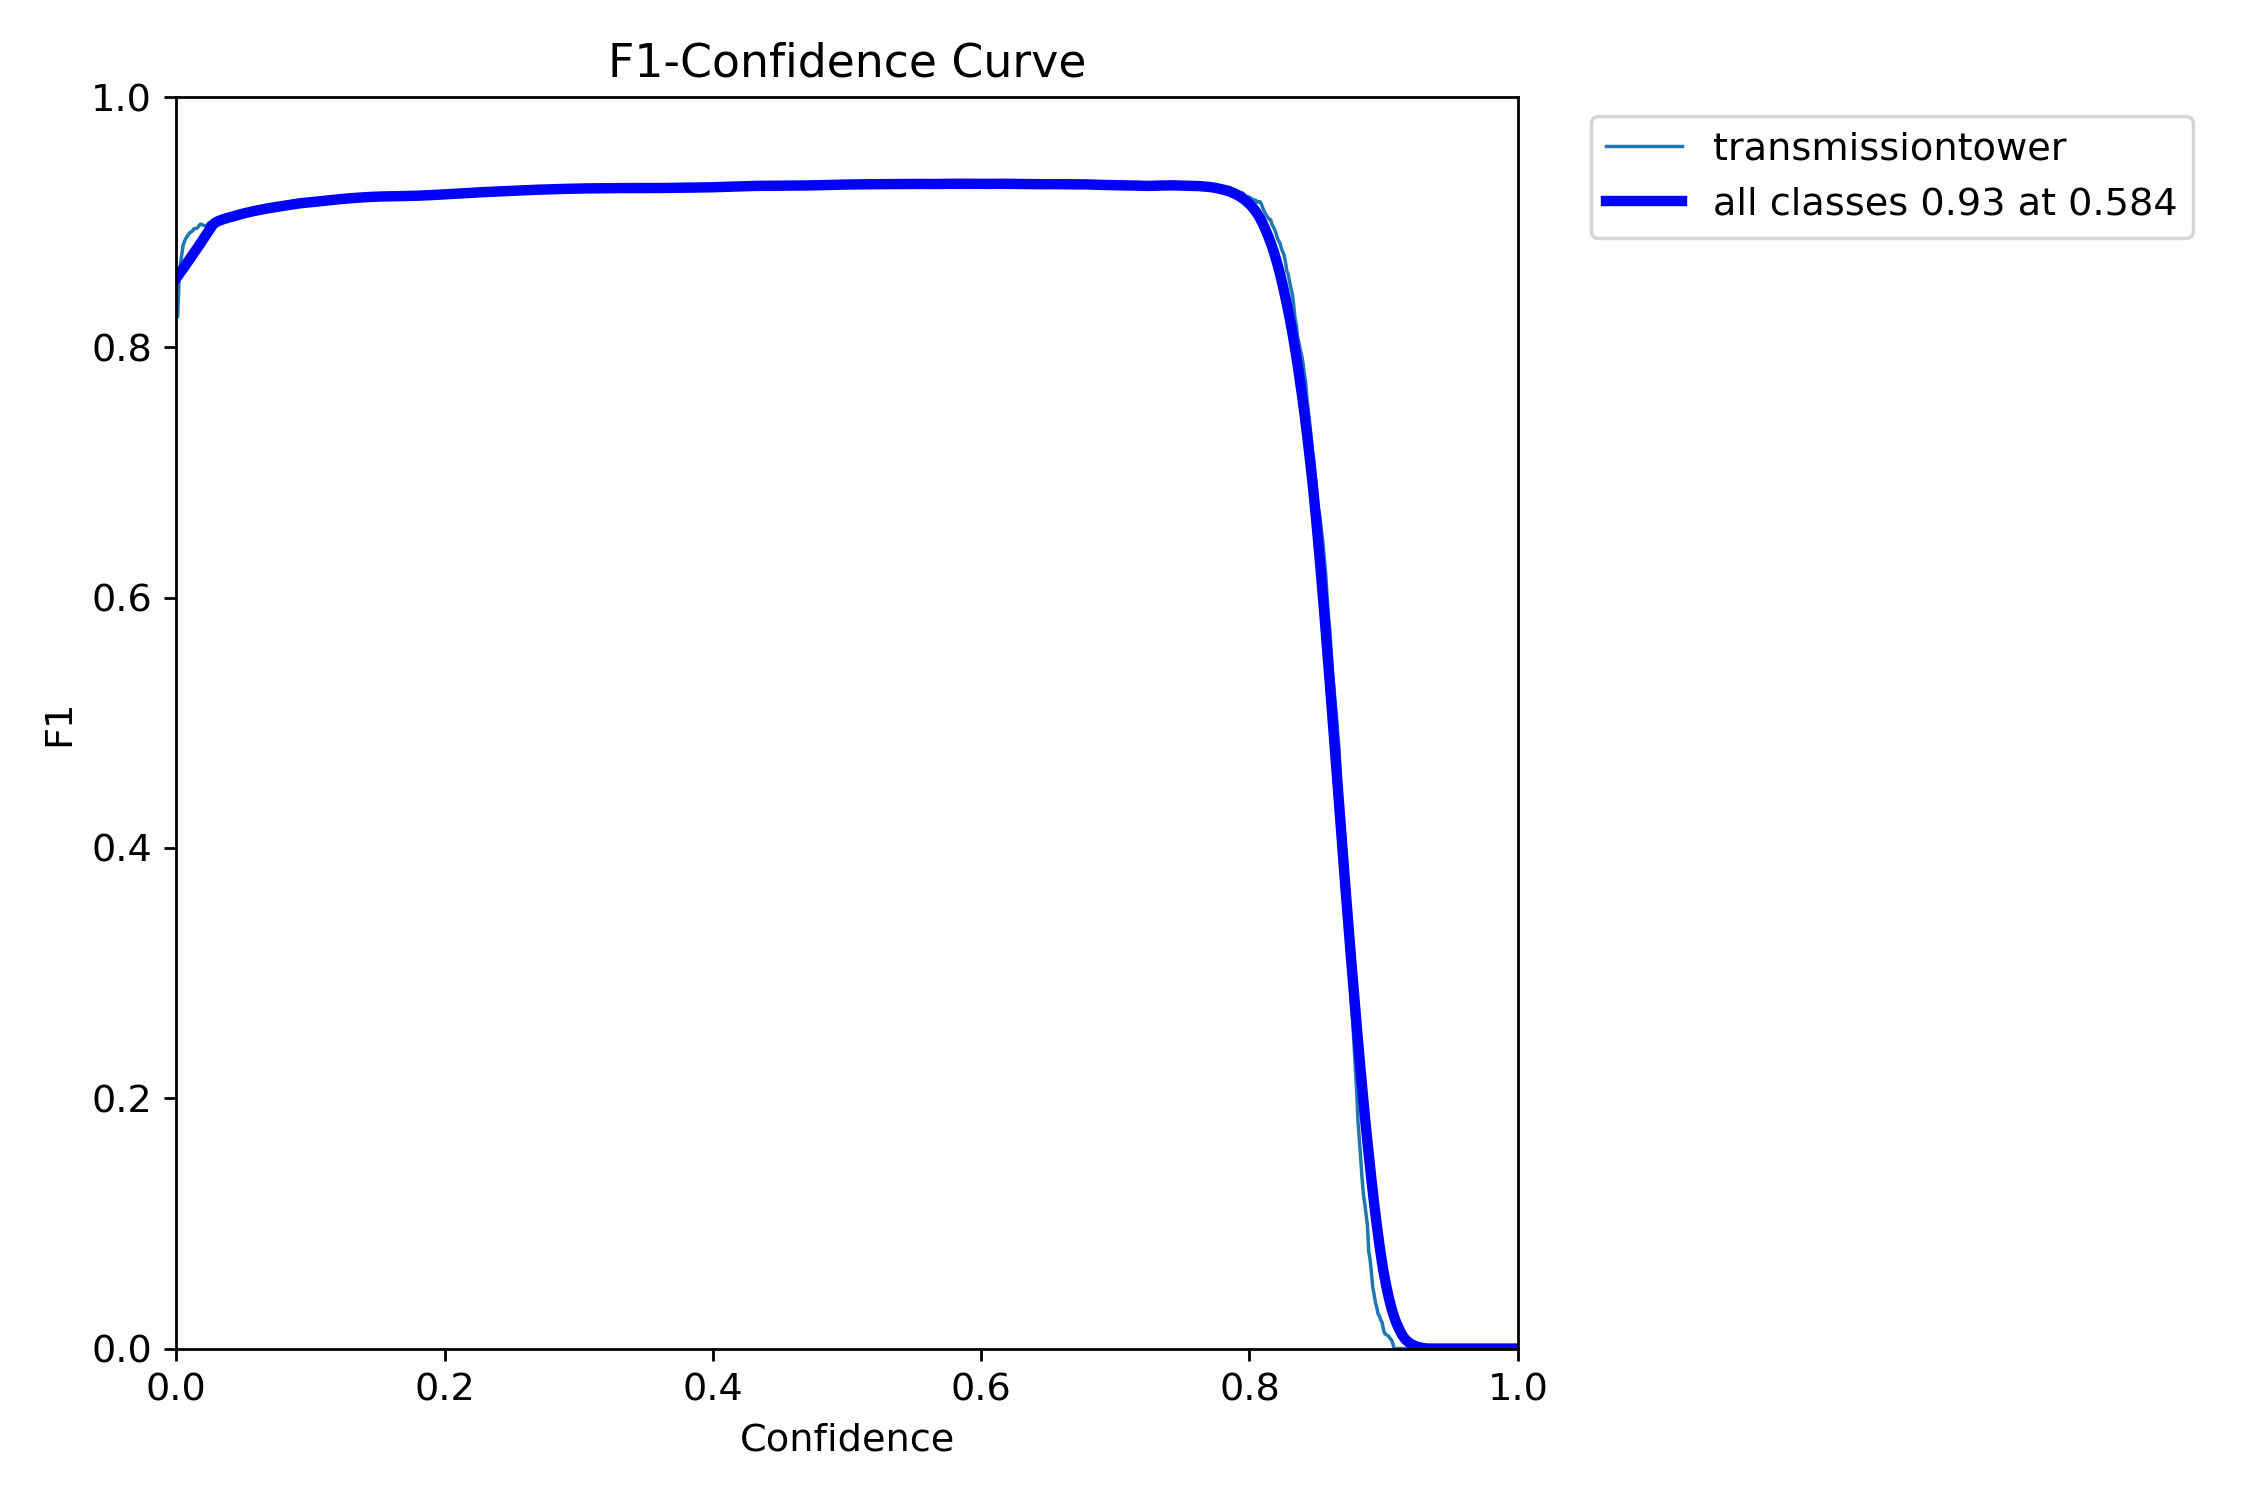 F1-Confidence Curve
1.0
0.8
0.6
0.4
0.2
0.0
F1
0.0 0.2 0.4 0.6 0.8 1.0
Confidence
transmissiontower
all classes 0.93 at 0.584